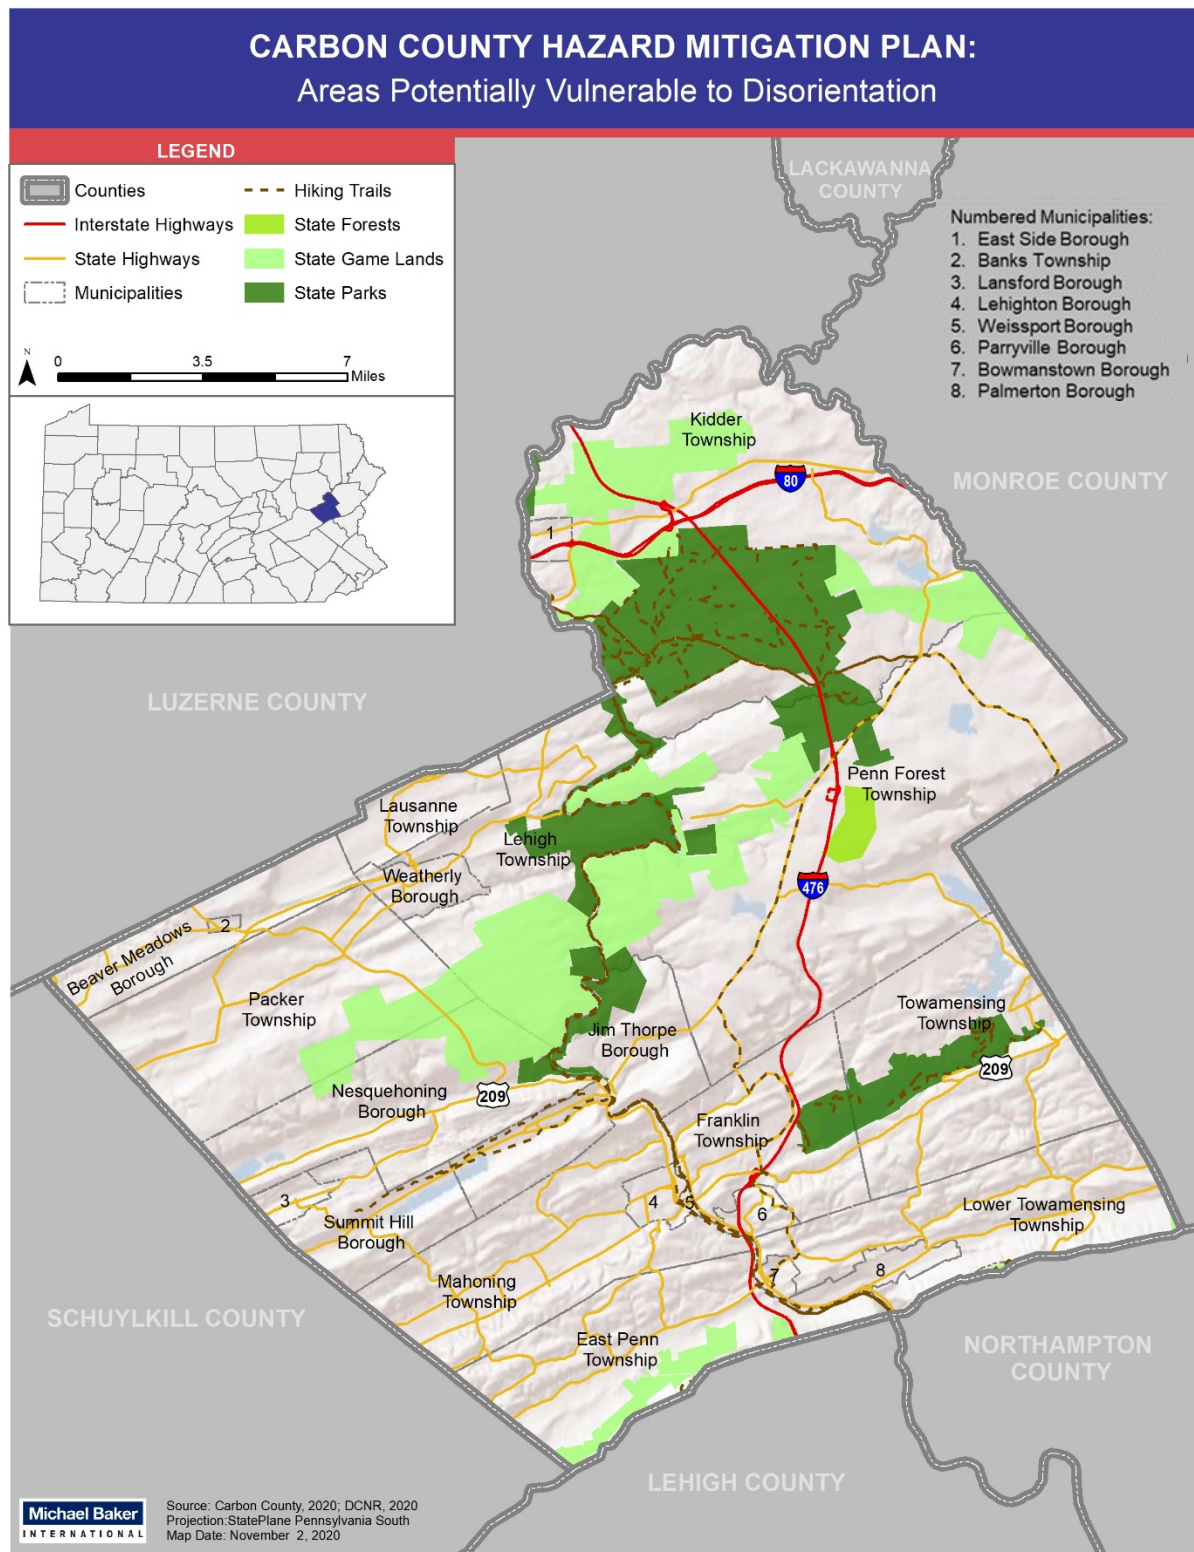 CARBON COUNTY HAZARD MITIGATION PLAN:
Areas Potentially Vulnerable to Disorientation
LEGEND
Counties
Interstate Highways
State Highways
Municipalities
Hiking Trails
State Forests
State Game Lands
State Parks
N
0 3.5 7
Miles
LACKAWANNA
COUNTY
Numbered Municipalities:
1. East Side Borough
2. Banks Township
3. Lansford Borough
4. Lehighton Borough
5. Weissport Borough
6. Parryville Borough
7. Bowmanstown Borough
8. Palmerton Borough
Kidder
Township
80
MONROE COUNTY
1
LUZERNE COUNTY
Penn Forest
Township
Lausanne
Township
Lehigh
Township
Weatherly
Borough
476
2
Beaver Meadows
Borough
Packer
Township
Towamensing
Township
Jim Thorpe
Borough
209
Nesquehoning
Borough
209
Franklin
Township
3
4
5
6
Lower Towamensing
Township
Summit Hill
Borough
7
8
Mahoning
Township
SCHUYLKILL COUNTY
East Penn
Township
NORTHAMPTON
COUNTY
LEHIGH COUNTY
Michael Baker
INTERNATIONAL
Source: Carbon County, 2020; DCNR, 2020
Projection:StatePlane Pennsylvania South
Map Date: November 2, 2020